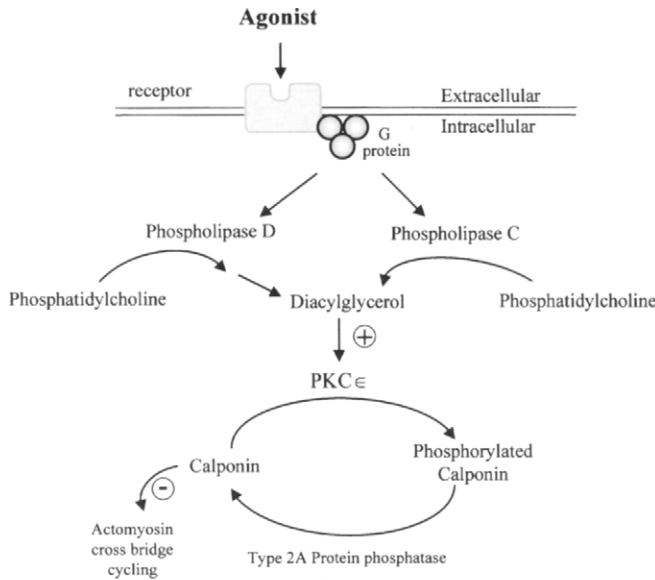 Agonist
receptor
Extracellular
Intracellular
G
protein
Phospholipase D
Phospholipase C
Phosphatidylcholine
Diacylglycerol
Phosphatidylcholine
+
PKC∈
Calponin
Phosphorylated
Calponin
-
Actomyosin
cross bridge
cycling
Type 2A Protein phosphatase